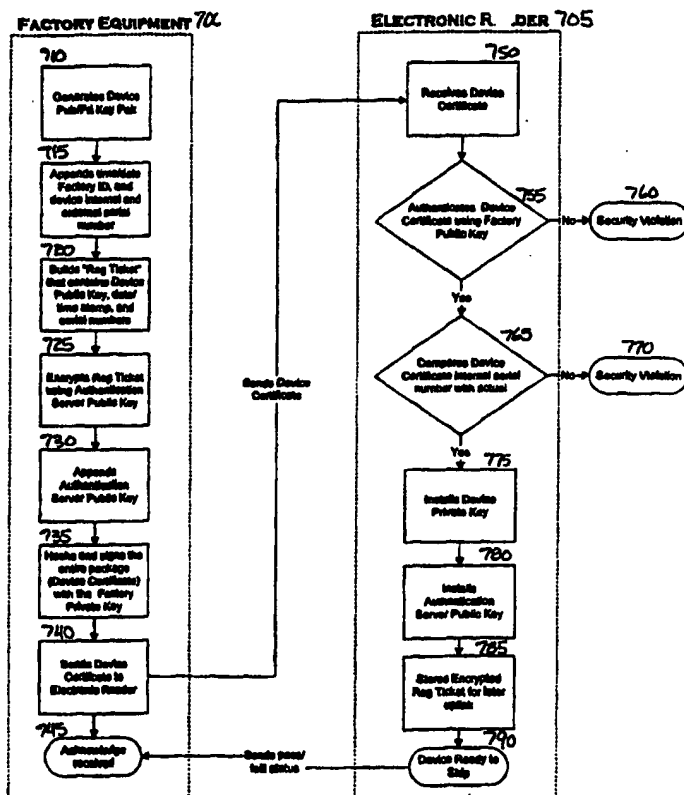 FACTORY EQUIPMENT
710
Generates Device
Pub/Pri Key Pair
715
Appends
Factory ID, and
device internal and
external serial
number
720
Builds "Reg Ticket"
that contains Device
Public Key, date/
time stamp, and
serial numbers
725
Encrypts Reg Ticket
using Authentication
Server Public Key
730
Appends
Authentication
Server Public Key
735
Hashes and signs the
entire package
(Device Certificate)
with the Factory
Private Key
740
Sends Device
Certificate to
Electronic Reader
745
Acknowledge
received
Sends Device
Certificate
Sends pass/
fail status
ELECTRONIC R DER 705
750
Receives Device
Certificate
755
Authenticates Device
Certificate using Factory
Public Key
No
760
Security Violation
Yes
765
Compares Device
Certificate internal serial
number with actual
No
770
Security Violation
Yes
775
Installs Device
Private Key
780
Installs
Authentication
Server Public Key
785
Stores Encrypted
Reg Ticket for later
790
Device Ready to
Ship